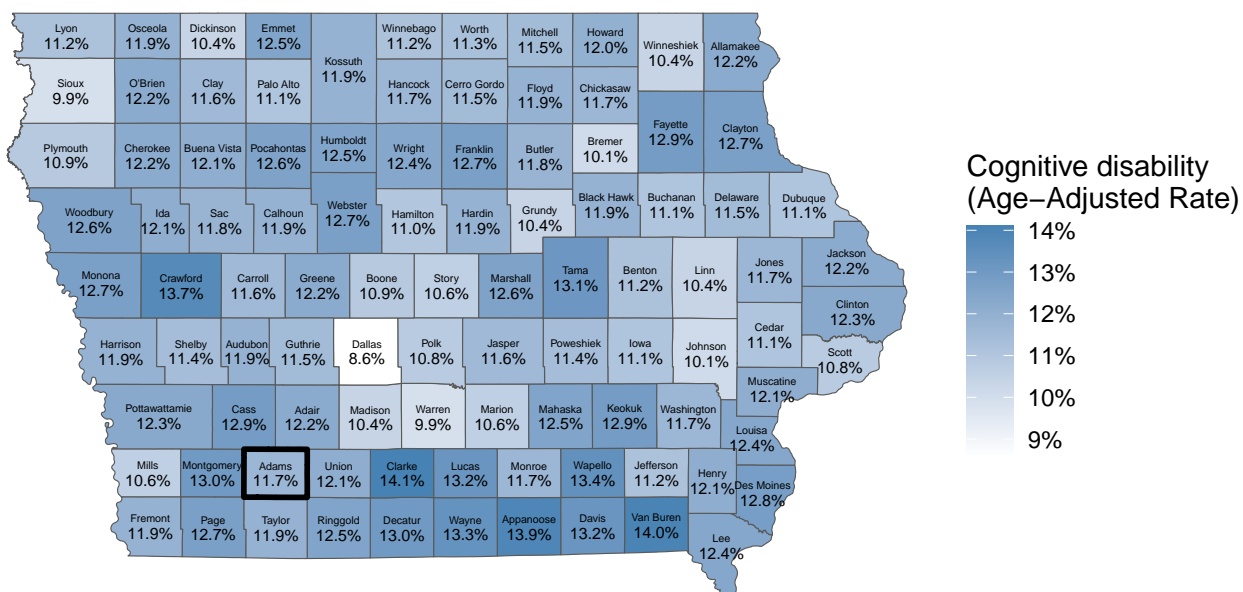 Lyon
11.2%
Osceola
11.9%
Dickinson
10.4%
Emmet
12.5%
Kossuth
11.9%
Winnebago
11.2%
Worth
11.3%
Mitchell
11.5%
Howard
12.0%
Winneshiek
10.4%
Allamakee
12.2%
Sioux
9.9%
O'Brien
12.2%
Clay
11.6%
Palo Alto
11.1%
Hancock
11.7%
Cerro Gordo
11.5%
Floyd
11.9%
Chickasaw
11.7%
Plymouth
10.9%
Cherokee
12.2%
Buena Vista
12.1%
Pocahontas
12.6%
Humboldt
12.5%
Wright
12.4%
Franklin
12.7%
Butler
11.8%
Bremer
10.1%
Fayette
12.9%
Clayton
12.7%
Woodbury
12.6%
Ida
12.1%
Sac
11.8%
Calhoun
11.9%
Webster
12.7%
Hamilton
11.0%
Hardin
11.9%
Grundy
10.4%
Black Hawk
11.9%
Buchanan
11.1%
Delaware
11.5%
Dubuque
11.1%
Monona
12.7%
Crawford
13.7%
Carroll
11.6%
Greene
12.2%
Boone
10.9%
Story
10.6%
Marshall
12.6%
Tama
13.1%
Benton
11.2%
Linn
10.4%
Jones
11.7%
Jackson
12.2%
Clinton
12.3%
Harrison
11.9%
Shelby
11.4%
Audubon
11.9%
Guthrie
11.5%
Dallas
8.6%
Polk
10.8%
Jasper
11.6%
Poweshiek
11.4%
Iowa
11.1%
Johnson
10.1%
Cedar
11.1%
Scott
10.8%
Muscatine
12.1%
Pottawattamie
12.3%
Cass
12.9%
Adair
12.2%
Madison
10.4%
Warren
9.9%
Marion
10.6%
Mahaska
12.5%
Keokuk
12.9%
Washington
11.7%
Louisa
12.4%
Mills
10.6%
Montgomery
13.0%
Adams
11.7%
Union
12.1%
Clarke
14.1%
Lucas
13.2%
Monroe
11.7%
Wapello
13.4%
Jefferson
11.2%
Henry
12.1%
Des Moines
12.8%
Fremont
11.9%
Page
12.7%
Taylor
11.9%
Ringgold
12.5%
Decatur
13.0%
Wayne
13.3%
Appanoose
13.9%
Davis
13.2%
Van Buren
14.0%
Lee
12.4%
Cognitive disability
(Age−Adjusted Rate)
14%
13%
12%
11%
10%
9%